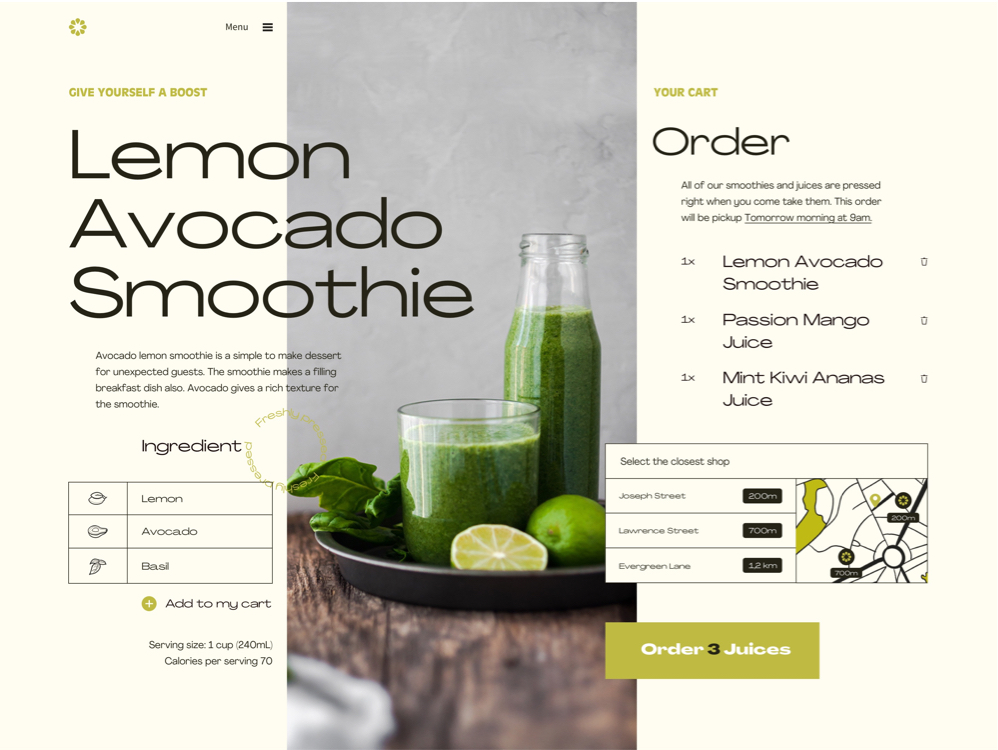 Menu
GIVE YOURSELF A BOOST
Lemon
Avocado
Smoothie
Avocado lemon smoothie is a simple to make dessert
for unexpected guests. The smoothie makes a filling
breakfast dish also. Avocado gives a rich texture for
the smoothie.
Freshly pressed
Freshly pressed
Ingredient
Lemon
Avocado
Basil
Add to my cart
Serving size: 1 cup (240mL)
Calories per serving 70
YOUR CART
Order
All of our smoothies and juices are pressed
right when you come take them. This order
will be pickup Tomorrow morning at 9am.
1x Lemon Avocado
Smoothie
1x Passion Mango
Juice
1x Mint Kiwi Ananas
Juice
Select the closest shop
Joseph Street 200m
Lawrence Street 700m
Evergreen Lane 1,2 km
200m
700m
Order 3 Juices